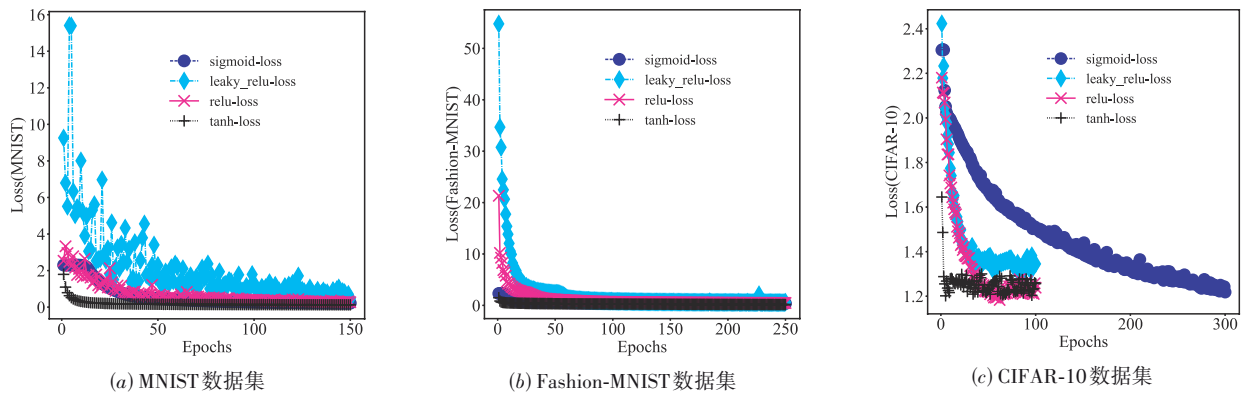 16
14
12
10
8
6
4
2
0
Loss(MNIST)
sigmoid-loss
leaky_relu-loss
relu-loss
tanh-loss
0 50 100 150
Epochs
(a) MNIST数据集
50
40
30
20
10
0
Loss(Fashion-MNIST)
sigmoid-loss
leaky_relu-loss
relu-loss
tanh-loss
0 50 100 150 200 250
Epochs
(b) Fashion-MNIST数据集
2.4
2.2
2.0
1.8
1.6
1.4
1.2
Loss(CIFAR-10)
sigmoid-loss
leaky_relu-loss
relu-loss
tanh-loss
0 100 200 300
Epochs
(c) CIFAR-10数据集